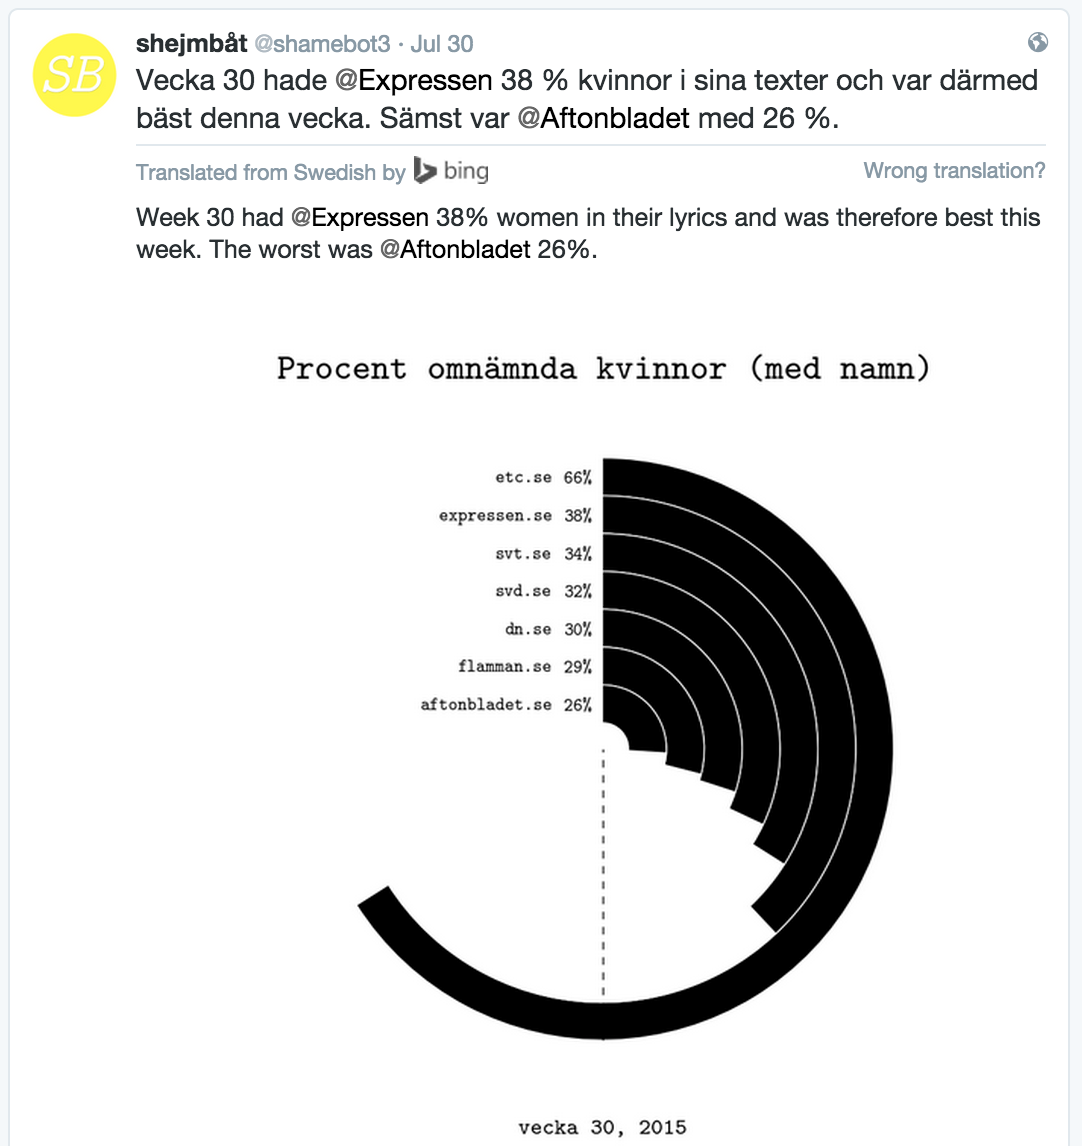 SB
shejmbåt @shamebot3 · Jul 30
Vecka 30 hade @Expressen 38 % kvinnor i sina texter och var därmed
bäst denna vecka. Sämst var @Aftonbladet med 26 %.
Translated from Swedish by bing
Wrong translation?
Week 30 had @Expressen 38% women in their lyrics and was therefore best this
week. The worst was @Aftonbladet 26%.
Procent omnämnda kvinnor (med namn)
etc.se 66%
expressen.se 38%
svt.se 34%
svd.se 32%
dn.se 30%
flamman.se 29%
aftonbladet.se 26%
vecka 30, 2015